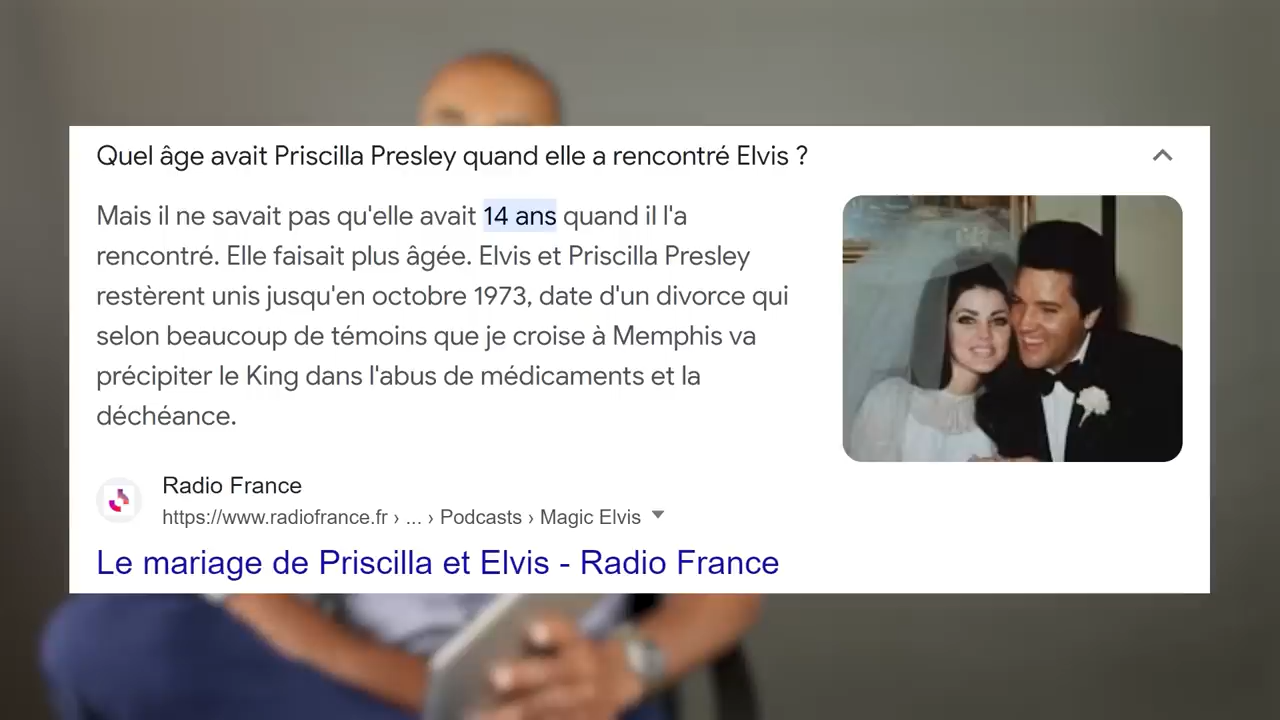 Quel âge avait Priscilla Presley quand elle a rencontré Elvis ?
Mais il ne savait pas qu'elle avait 14 ans quand il l'a
rencontré. Elle faisait plus âgée. Elvis et Priscilla Presley
restèrent unis jusqu'en octobre 1973, date d'un divorce qui
selon beaucoup de témoins que je croise à Memphis va
précipiter le King dans l'abus de médicaments et la
déchéance.
Radio France
https://www.radiofrance.fr › ... › Podcasts › Magic Elvis
Le mariage de Priscilla et Elvis - Radio France